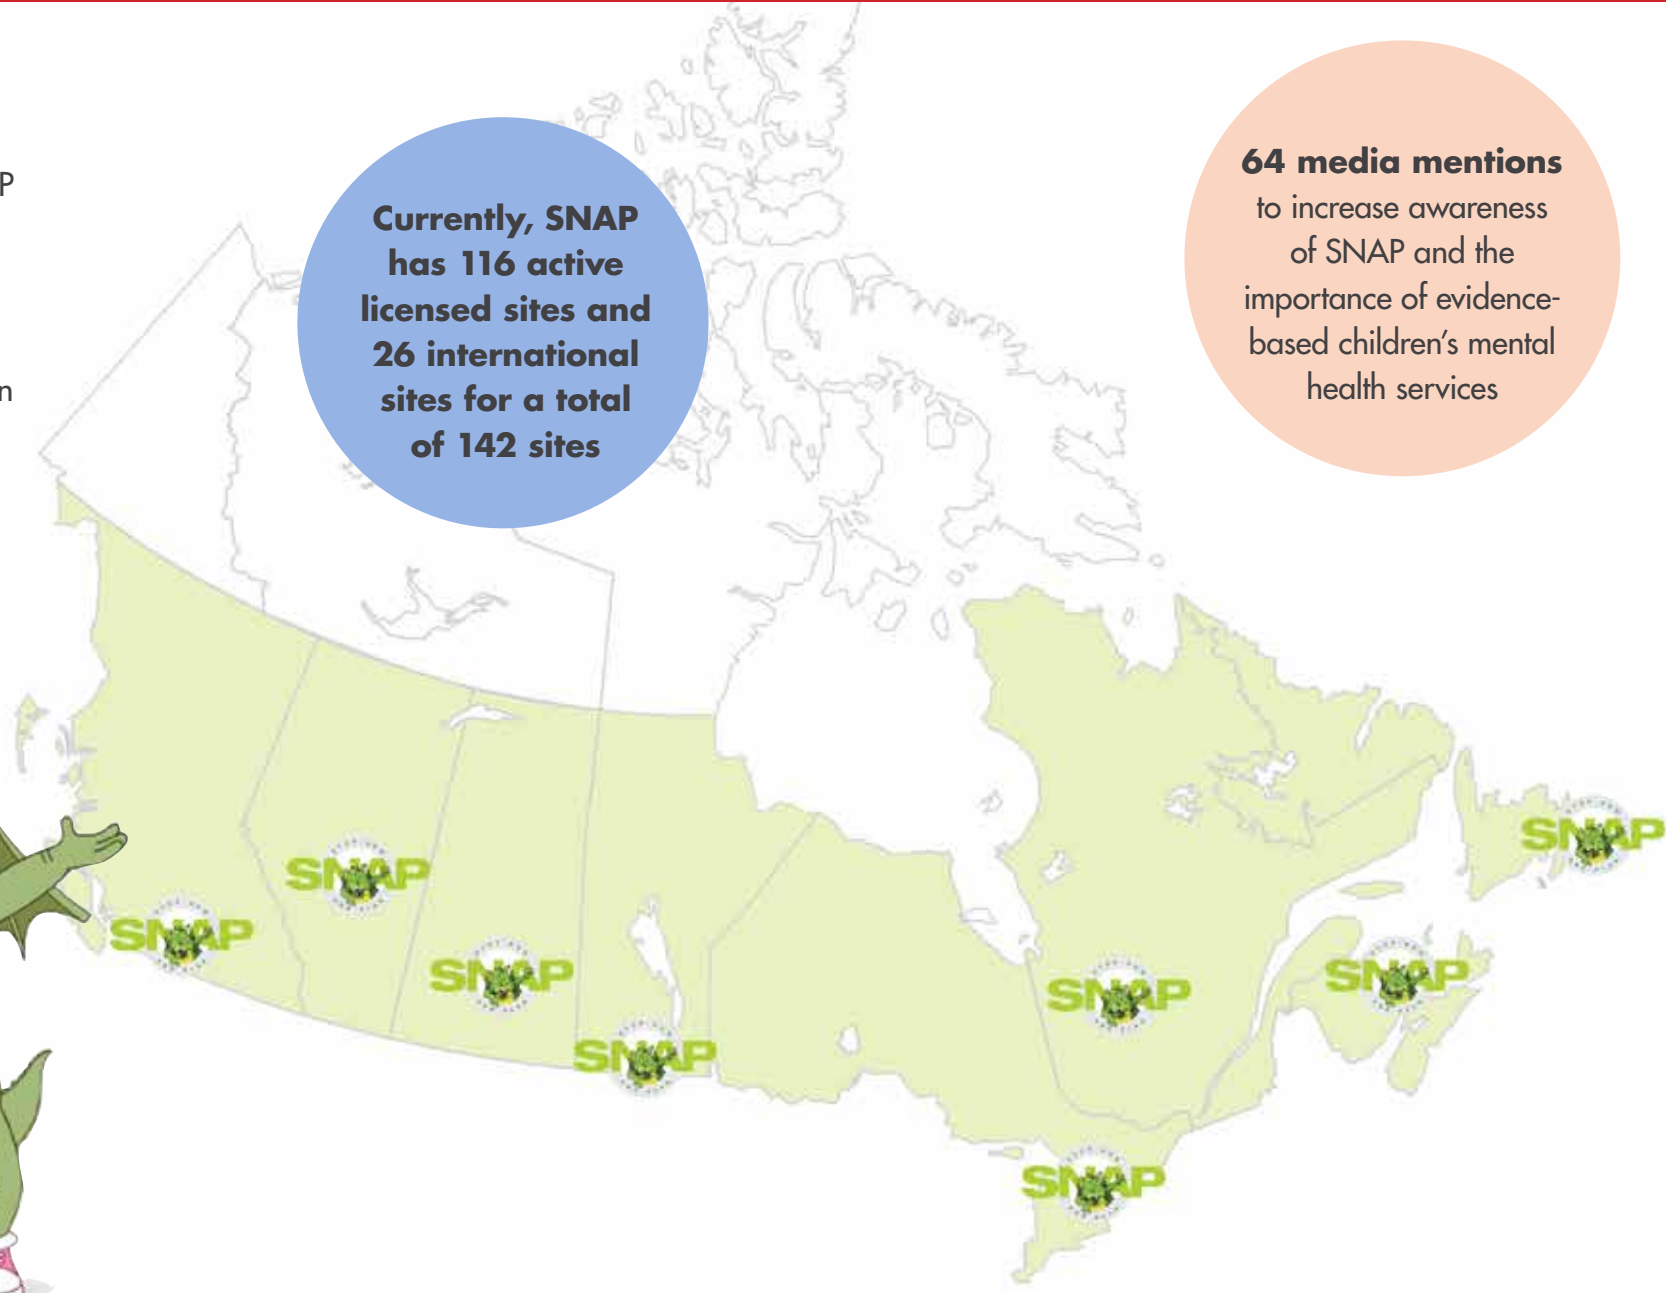 P
n
Currently, SNAP
has 116 active
licensed sites and
26 international
sites for a total
of 142 sites
64 media mentions
to increase awareness
of SNAP and the
importance of evidence-
based children’s mental
health services
SNAP
SNAP
SNAP
SNAP
SNAP
SNAP
SNAP
SNAP